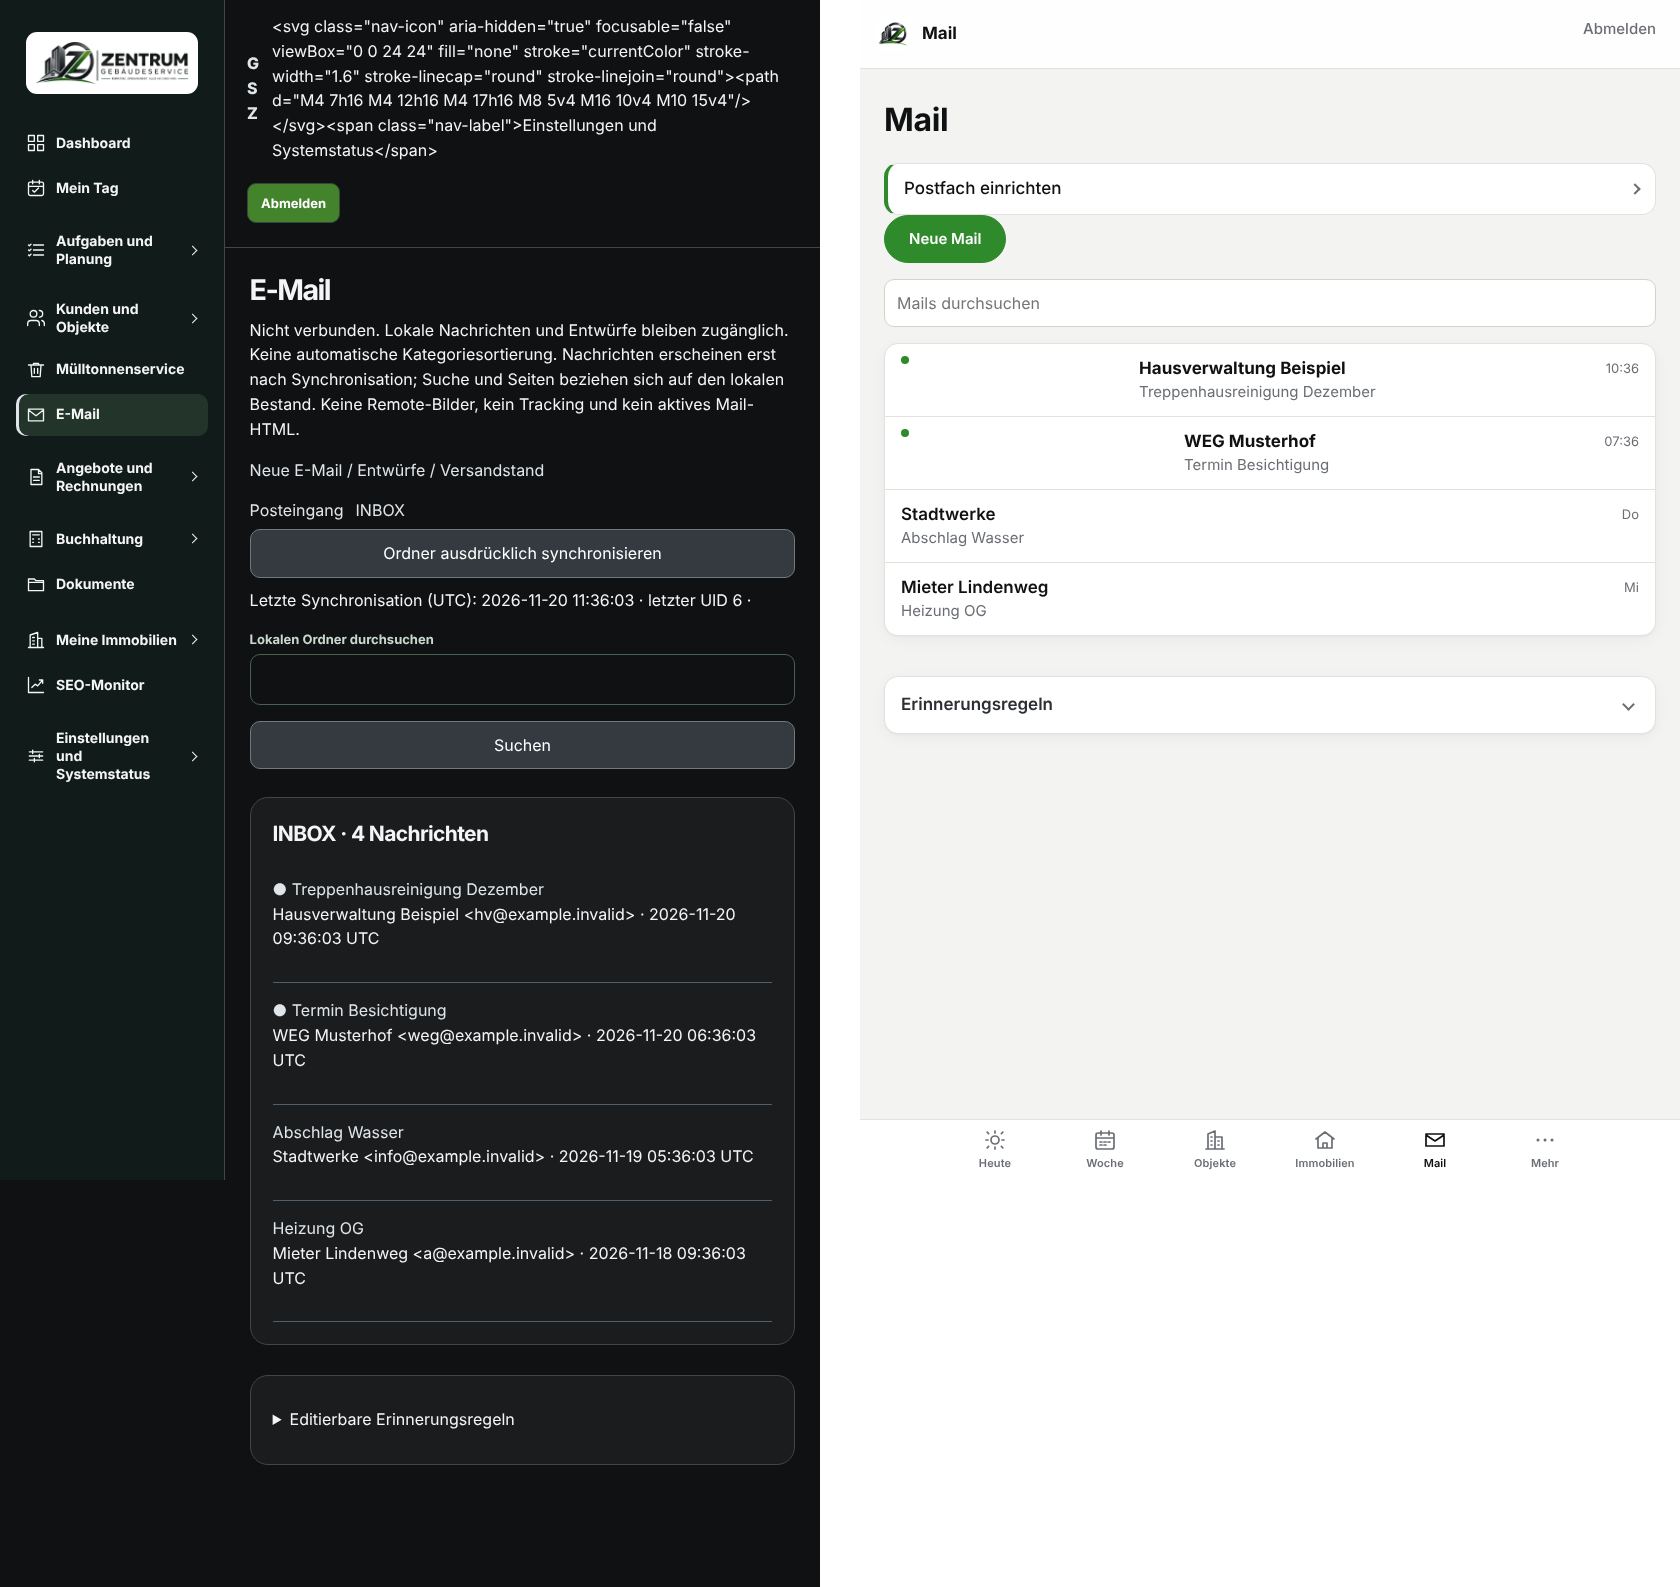 ZENTRUM
GEBÄUDESERVICE
Dashboard
Mein Tag
Aufgaben und
Planung
Kunden und
Objekte
Mülltonnenservice
E-Mail
Angebote und
Rechnungen
Buchhaltung
Dokumente
Meine Immobilien
SEO-Monitor
Einstellungen
und
Systemstatus
G
S
Z
<svg class="nav-icon" aria-hidden="true" focusable="false"
viewBox="0 0 24 24" fill="none" stroke="currentColor" stroke-
width="1.6" stroke-linecap="round" stroke-linejoin="round"><path
d="M4 7h16 M4 12h16 M4 17h16 M8 5v4 M16 10v4 M10 15v4"/>
</svg><span class="nav-label">Einstellungen und
Systemstatus</span>
Abmelden
E-Mail
Nicht verbunden. Lokale Nachrichten und Entwürfe bleiben zugänglich.
Keine automatische Kategoriesortierung. Nachrichten erscheinen erst
nach Synchronisation; Suche und Seiten beziehen sich auf den lokalen
Bestand. Keine Remote-Bilder, kein Tracking und kein aktives Mail-
HTML.
Neue E-Mail / Entwürfe / Versandstand
Posteingang INBOX
Ordner ausdrücklich synchronisieren
Letzte Synchronisation (UTC): 2026-11-20 11:36:03 · letzter UID 6 ·
Lokalen Ordner durchsuchen
Suchen
INBOX · 4 Nachrichten
● Treppenhausreinigung Dezember
Hausverwaltung Beispiel <hv@example.invalid> · 2026-11-20
09:36:03 UTC
● Termin Besichtigung
WEG Musterhof <weg@example.invalid> · 2026-11-20 06:36:03
UTC
Abschlag Wasser
Stadtwerke <info@example.invalid> · 2026-11-19 05:36:03 UTC
Heizung OG
Mieter Lindenweg <a@example.invalid> · 2026-11-18 09:36:03
UTC
Editierbare Erinnerungsregeln
Mail
Abmelden
Mail
Postfach einrichten
Neue Mail
Mails durchsuchen
Hausverwaltung Beispiel
10:36
Treppenhausreinigung Dezember
WEG Musterhof
07:36
Termin Besichtigung
Stadtwerke
Do
Abschlag Wasser
Mieter Lindenweg
Mi
Heizung OG
Erinnerungsregeln
Heute
Woche
Objekte
Immobilien
Mail
Mehr